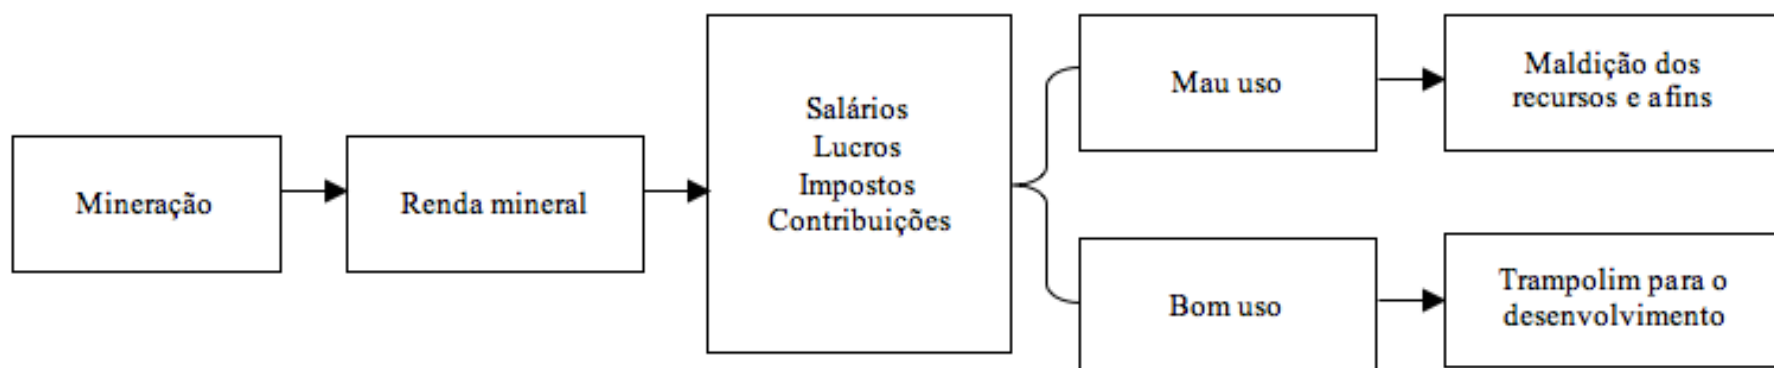 Mineração
Renda mineral
Salários
Lucros
Impostos
Contribuições
Mau uso
Maldição dos
recursos e afins
Bom uso
Trampolim para o
desenvolvimento